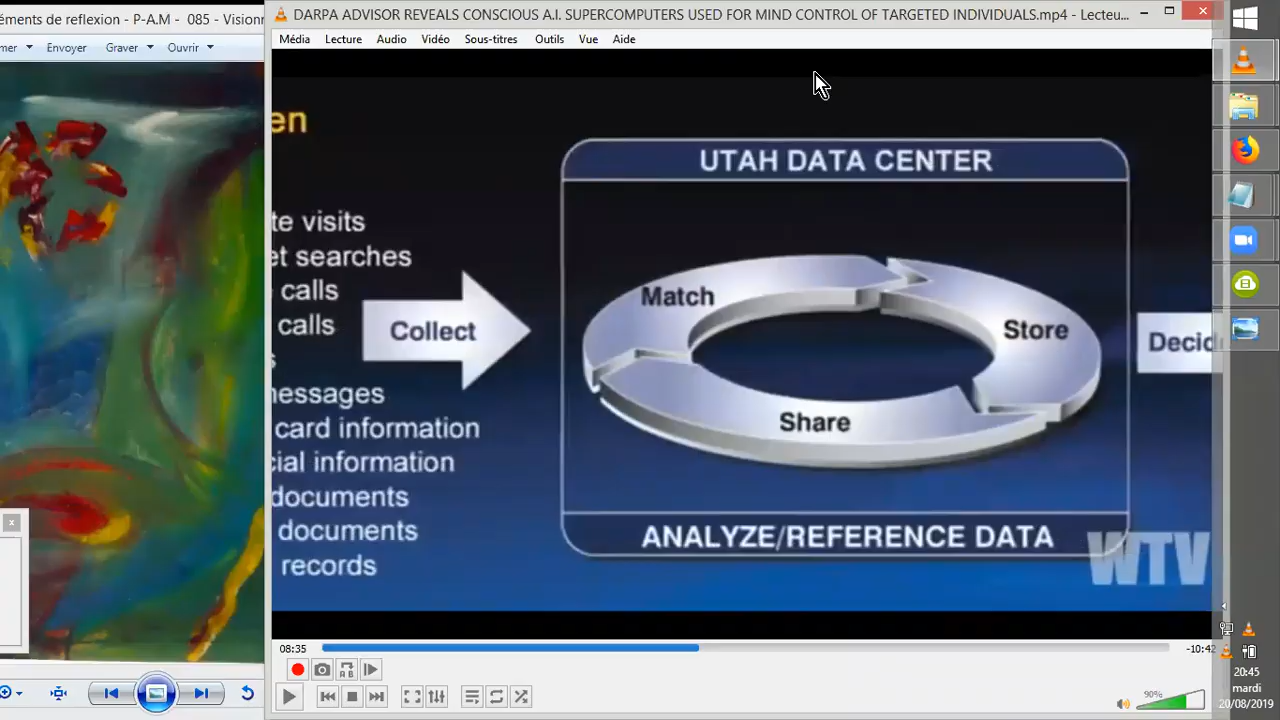 éments de reflexion - P-A.M - 085 - Visionn
mer Envoyer Graver Ouvrir
DARPA ADVISOR REVEALS CONSCIOUS A.I. SUPERCOMPUTERS USED FOR MIND CONTROL OF TARGETED INDIVIDUALS.mp4 - Lecteu...
Média Lecture Audio Vidéo Sous-titres Outils Vue Aide
en
te visits
et searches
calls
calls
s
messages
card information
cial information
documents
documents
records
Collect
UTAH DATA CENTER
Match
Store
Share
ANALYZE/REFERENCE DATA
Decid
WTV
08:35
-10:42
90%
20:45
mardi
20/08/2019